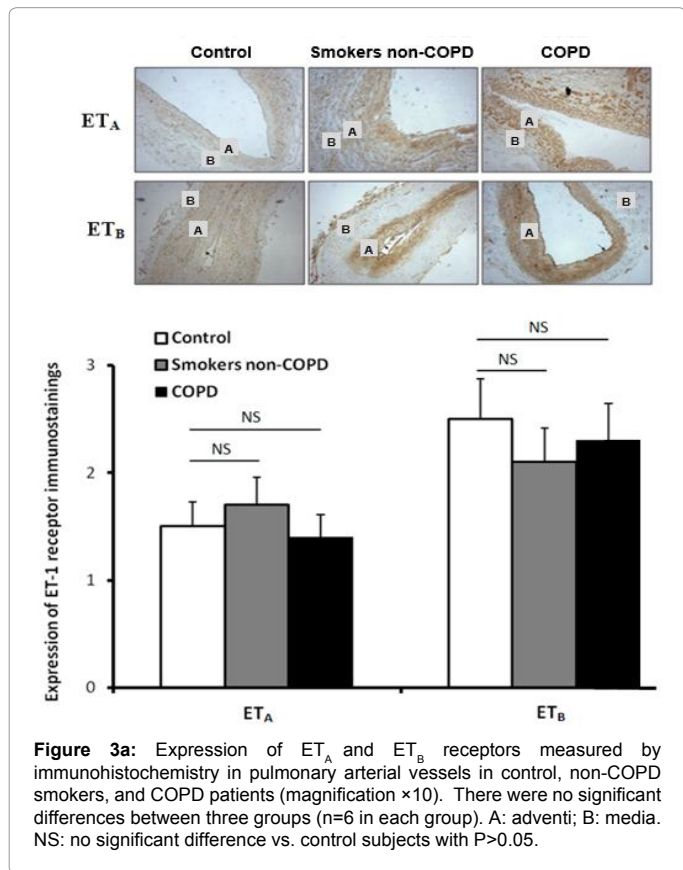 Control Smokers non-COPD COPD
ETA
A
B
A
B
A
B
ETB
B
A
B
A
B
A
Control
Smokers non-COPD
COPD
NS
NS
NS
NS
3
2
1
0
Expression of ET-1 receptor immunostainings
ETA ETB
Figure 3a: Expression of ETA and ETB receptors measured by
immunohistochemistry in pulmonary arterial vessels in control, non-COPD
smokers, and COPD patients (magnification ×10). There were no significant
differences between three groups (n=6 in each group). A: adventi; B: media.
NS: no significant difference vs. control subjects with P>0.05.